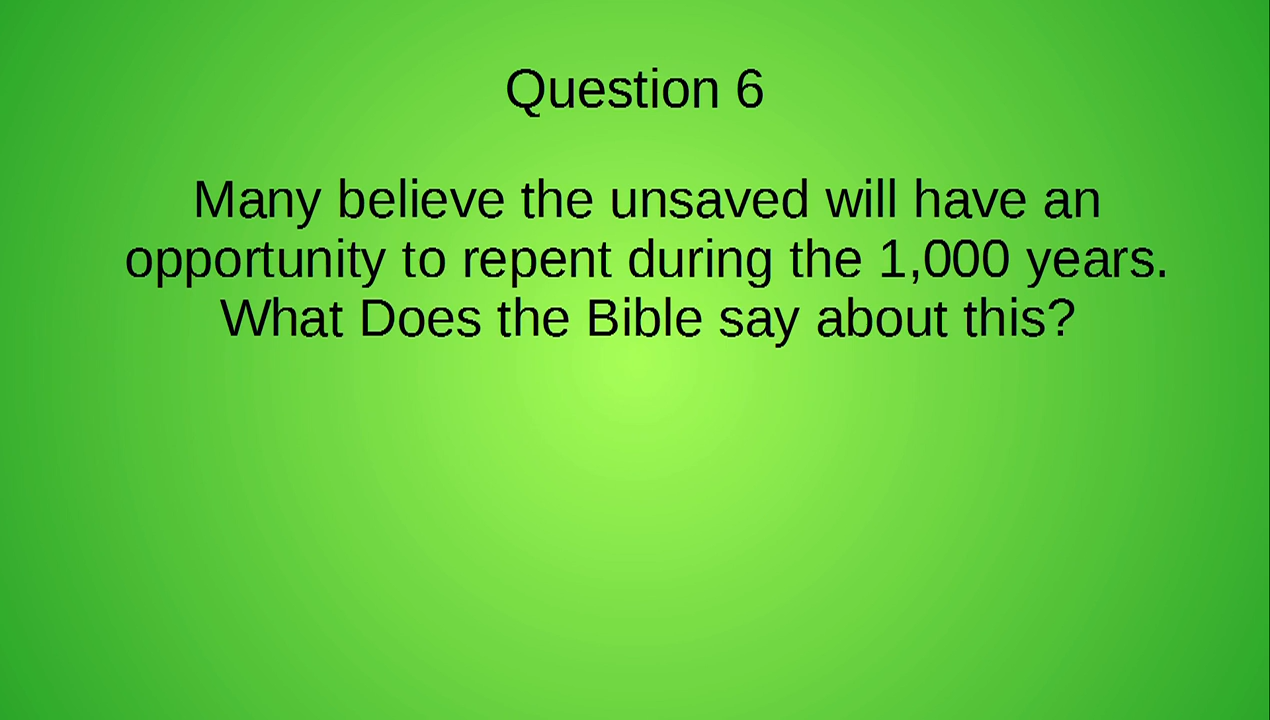 Question 6
Many believe the unsaved will have an
opportunity to repent during the 1,000 years.
What Does the Bible say about this?